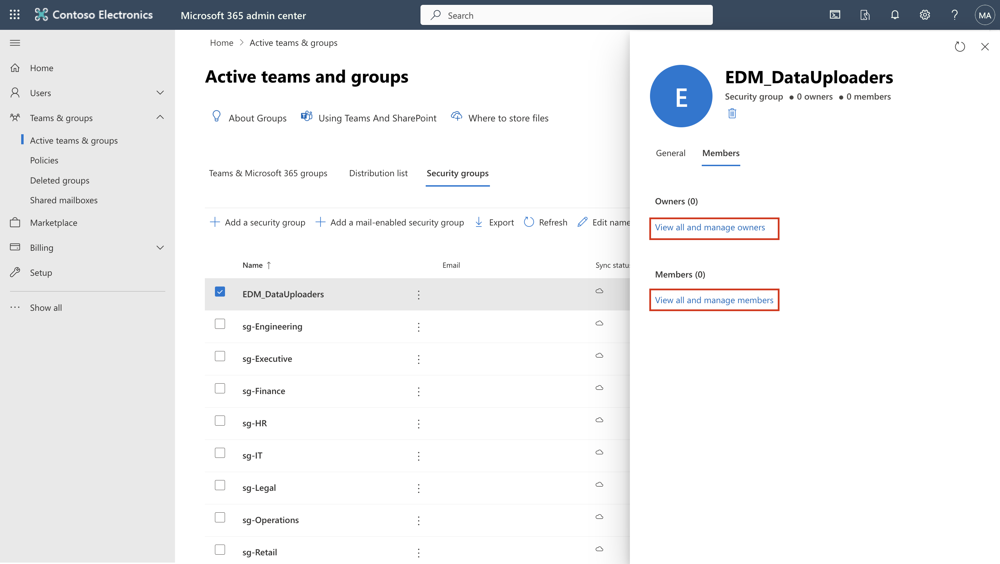 Contoso Electronics
Microsoft 365 admin center
Search
MA
Home
Users
Teams & groups
Active teams & groups
Policies
Deleted groups
Shared mailboxes
Marketplace
Billing
Setup
Show all
Home > Active teams & groups
Active teams and groups
About Groups
Using Teams And SharePoint
Where to store files
Teams & Microsoft 365 groups
Distribution list
Security groups
Add a security group
Add a mail-enabled security group
Export
Refresh
Edit name
Name ↑
Email
Sync status
EDM_DataUploaders
sg-Engineering
sg-Executive
sg-Finance
sg-HR
sg-IT
sg-Legal
sg-Operations
sg-Retail
E
EDM_DataUploaders
Security group ● 0 owners ● 0 members
General
Members
Owners (0)
View all and manage owners
Members (0)
View all and manage members